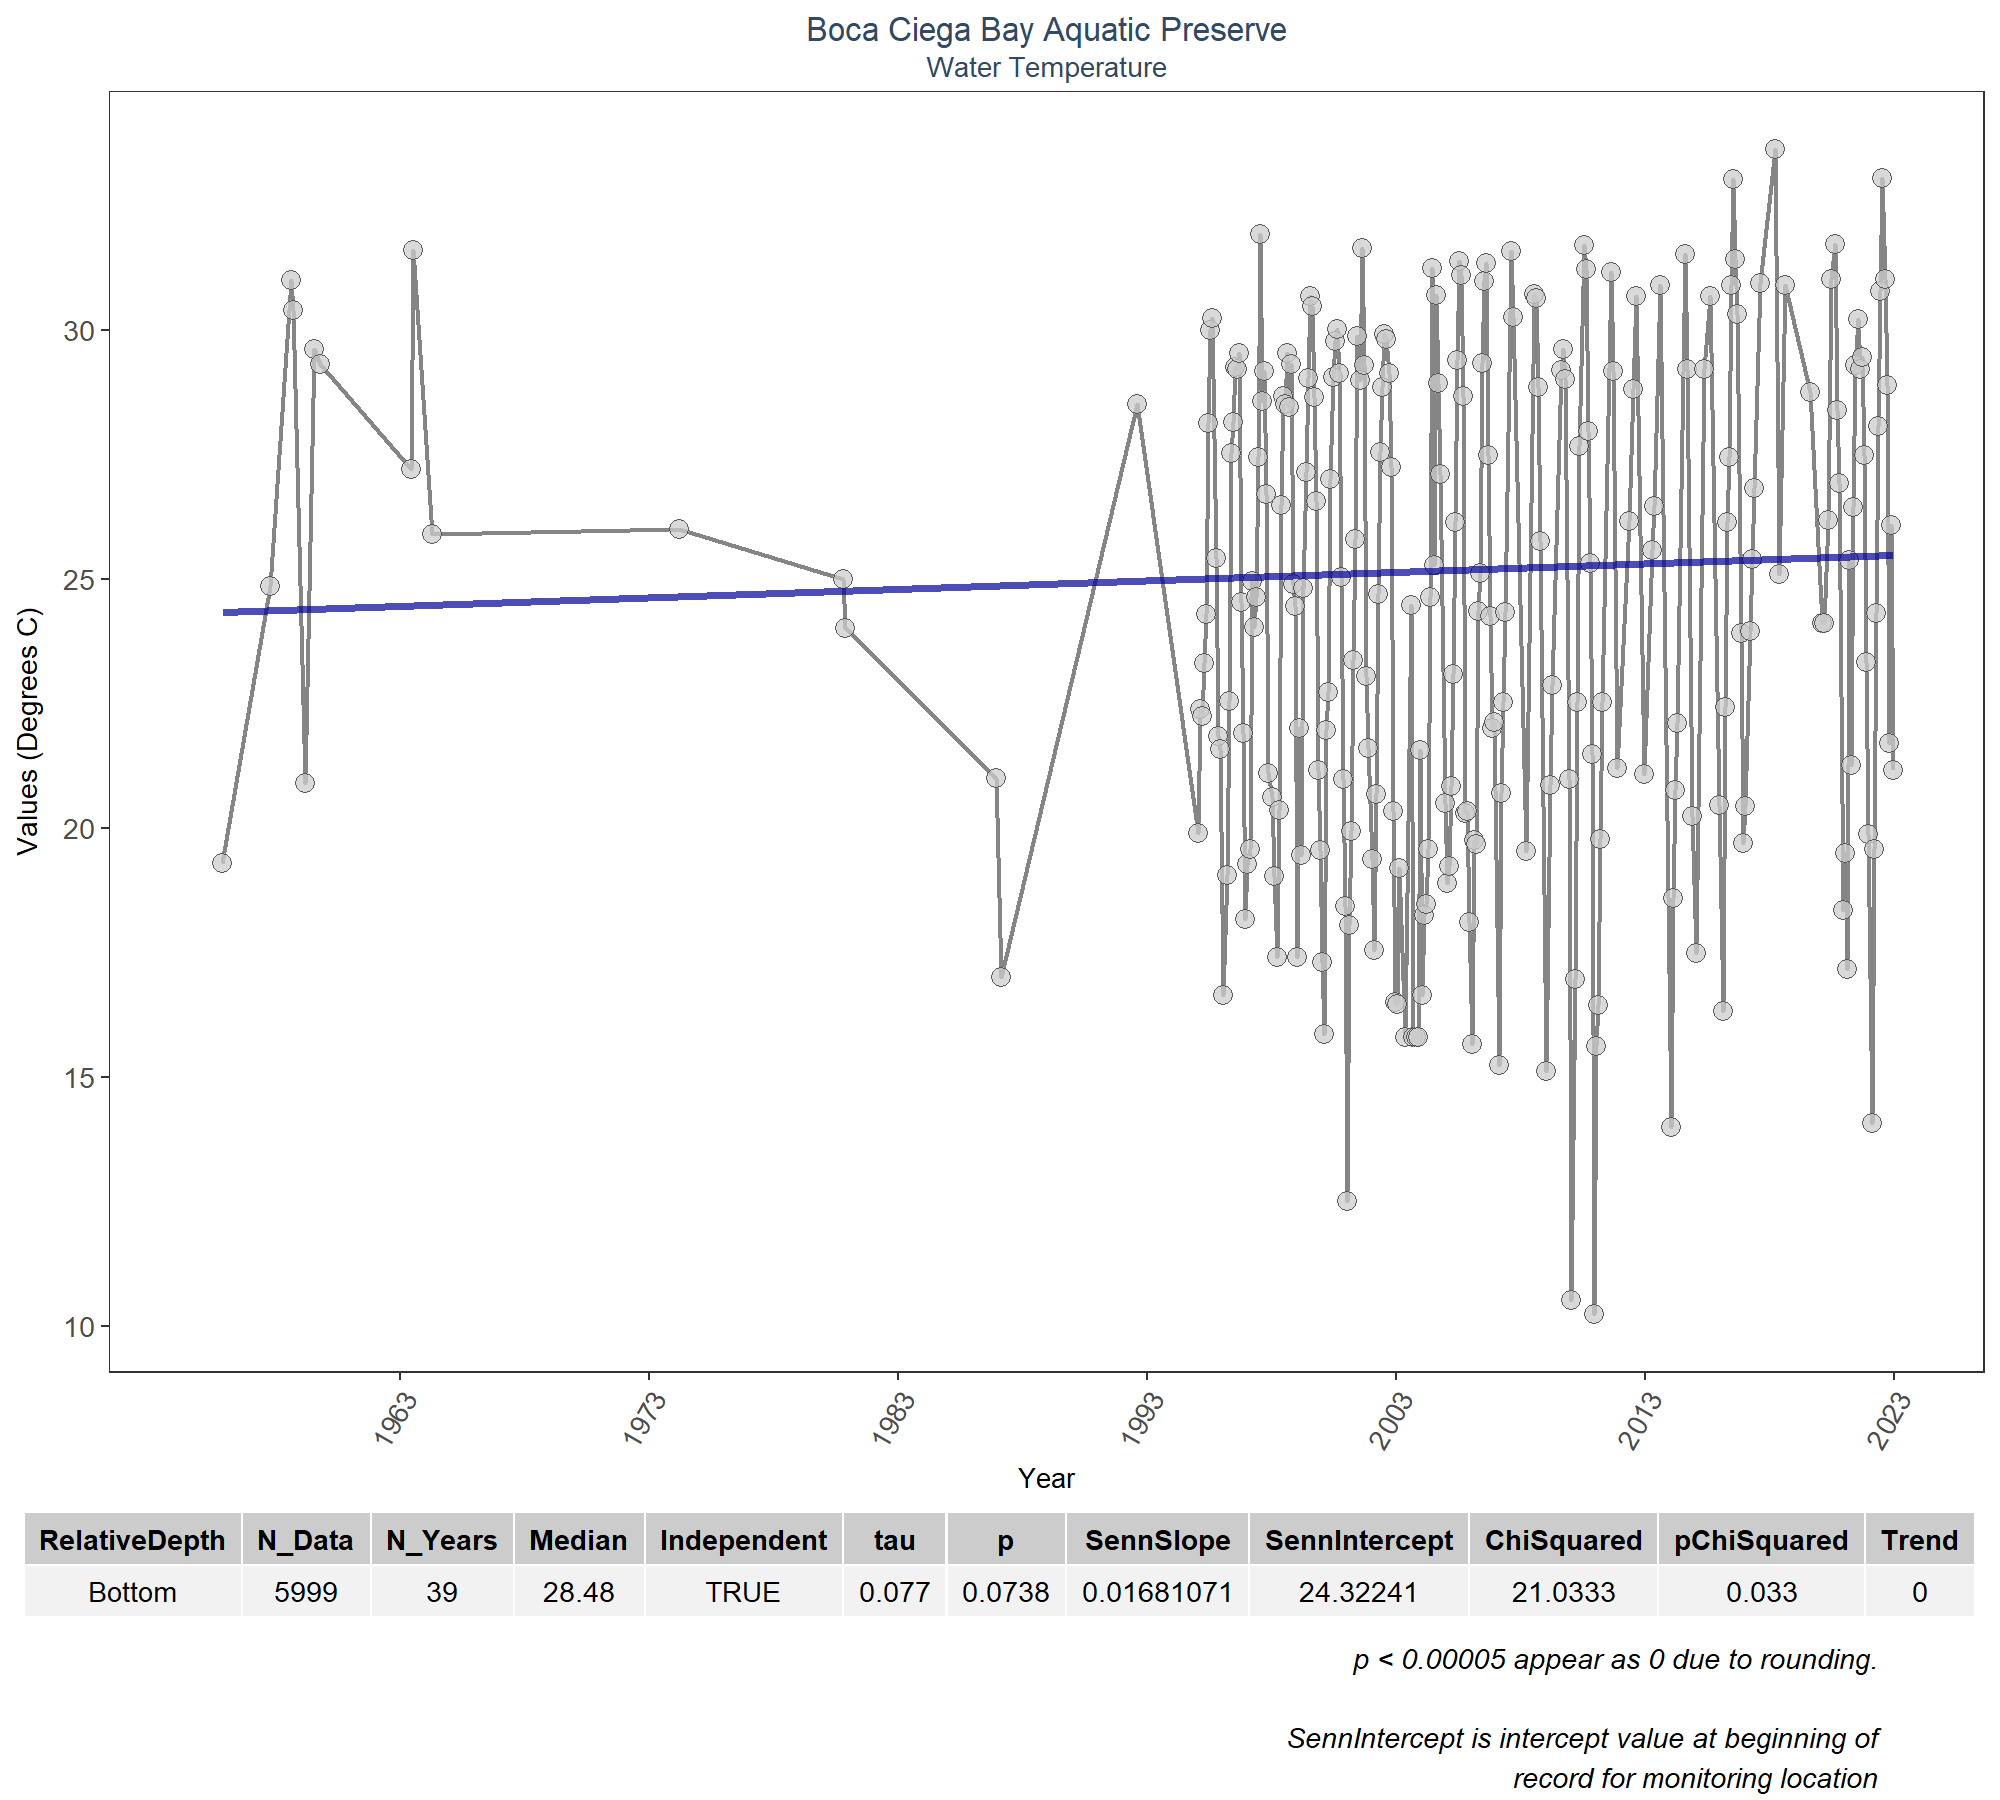 Boca Ciega Bay Aquatic Preserve
Water Temperature
Values (Degrees C)
30
25
20
15
10
1963
1973
1983
1993
2003
2013
2023
Year
RelativeDepth N_Data N_Years Median Independent tau p SennSlope SennIntercept ChiSquared pChiSquared Trend
Bottom 5999 39 28.48 TRUE 0.077 0.0738 0.01681071 24.32241 21.0333 0.033 0
p < 0.00005 appear as 0 due to rounding.
SennIntercept is intercept value at beginning of
record for monitoring location